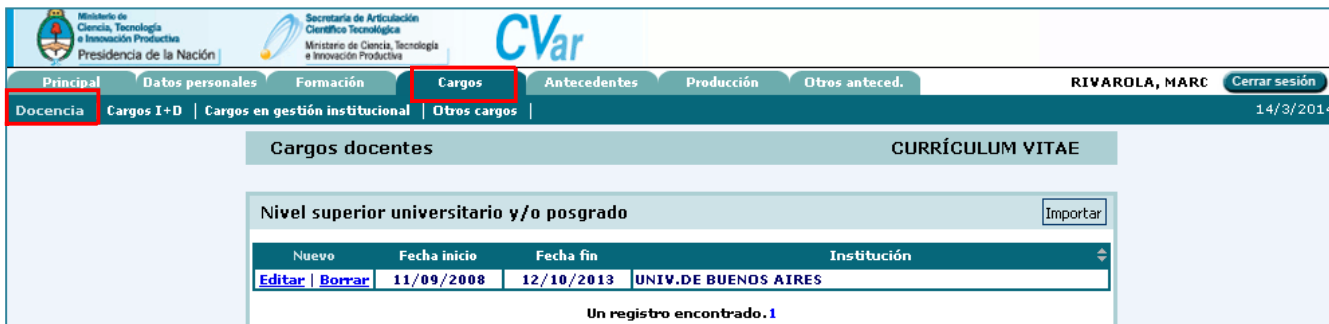 Ministerio de
Ciencia, Tecnología
e Innovación Productiva
Presidencia de la Nación
Secretaría de Articulación
Científico Tecnológica
Ministerio de Ciencia, Tecnología
e Innovación Productiva
CVar
Principal Datos personales Formación Cargos Antecedentes Producción Otros anteced. RIVAROLA, MARC Cerrar sesión
Docencia Cargos I+D | Cargos en gestión institucional | Otros cargos | 14/3/2014
Cargos docentes CURRÍCULUM VITAE
Nivel superior universitario y/o posgrado Importar
Nuevo Fecha inicio Fecha fin Institución
Editar | Borrar 11/09/2008 12/10/2013 UNIV.DE BUENOS AIRES
Un registro encontrado.1